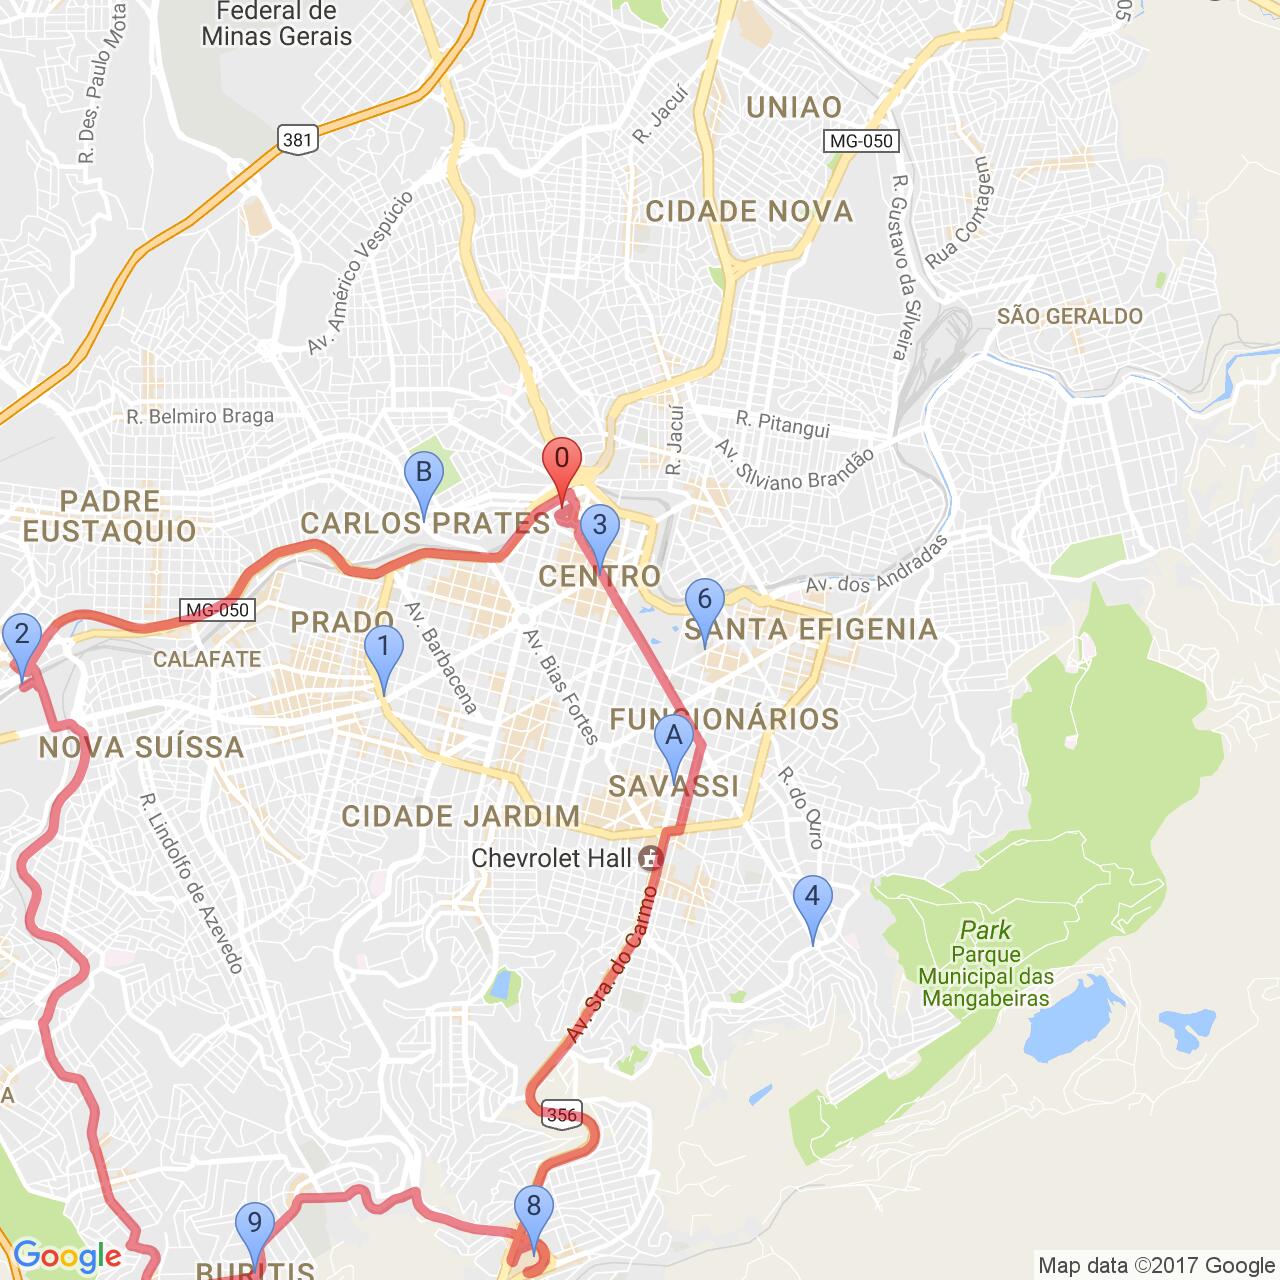 Federal de
Minas Gerais
R. Des. Paulo Mota
381
R. Jacuí
UNIAO
MG-050
05
CIDADE NOVA
Rua Contagem
R. Gustavo da Silveira
Av. Américo Vespúcio
SÃO GERALDO
R. Belmiro Braga
R. Jacuí
R. Pitangui
Av. Silviano Brandão
0
B
PADRE
EUSTAQUIO
CARLOS PRATES
3
CENTRO
Av. dos Andradas
MG-050
6
PRADO
SANTA EFIGENIA
2
1
CALAFATE
Av. Barbacena
Av. Bias Fortes
FUNCIONÁRIOS
A
NOVA SUÍSSA
SAVASSI
R. do Ouro
CIDADE JARDIM
R. Lindolfo de Azevedo
Chevrolet Hall
4
Av. Sra. do Carmo
Park
Parque
Municipal das
Mangabeiras
A
356
8
9
Google
BURITIS
Map data ©2017 Google